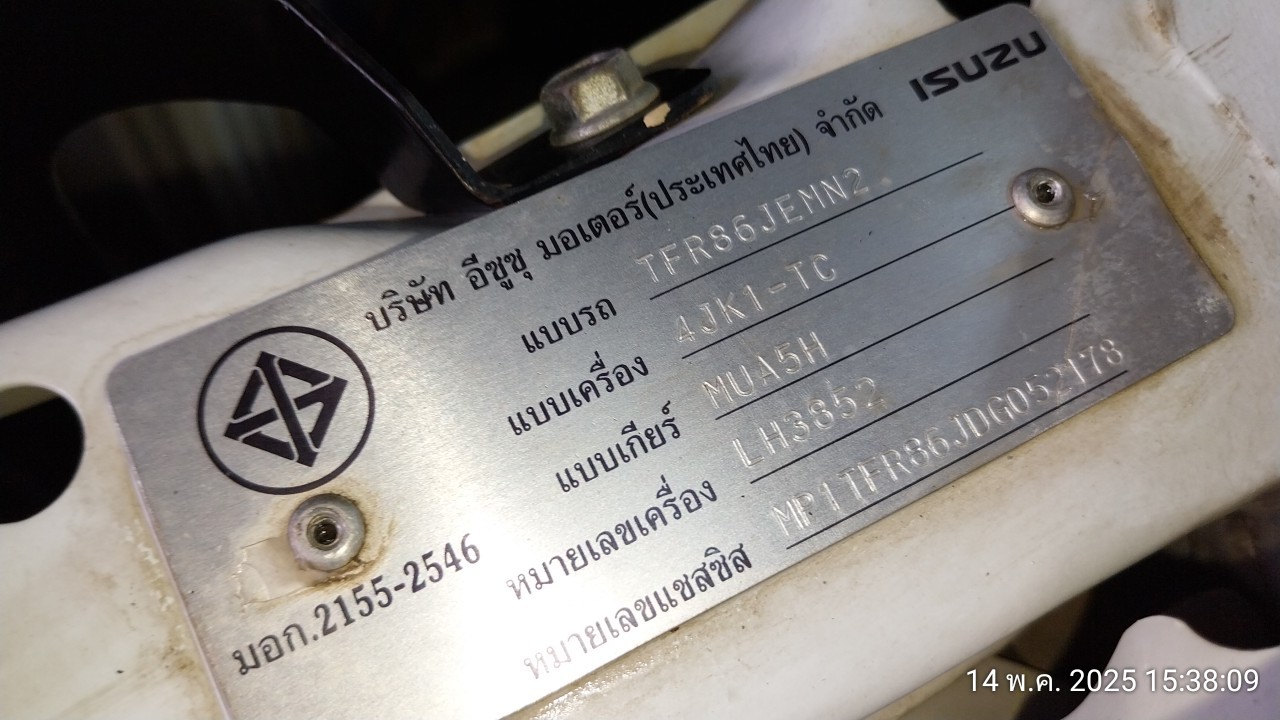 ISUZU
บริษัท อีซูซุ มอเตอร์(ประเทศไทย) จำกัด
แบบรถ TFR86JEMN2..
แบบเครื่อง 4JK1-TC
แบบเกียร์ MUA5H
หมายเลขเครื่อง LH3852
หมายเลขแชสซิส MP1TFR86JDG052178
มอก.2155-2546
14 พ.ค. 2025 15:38:09